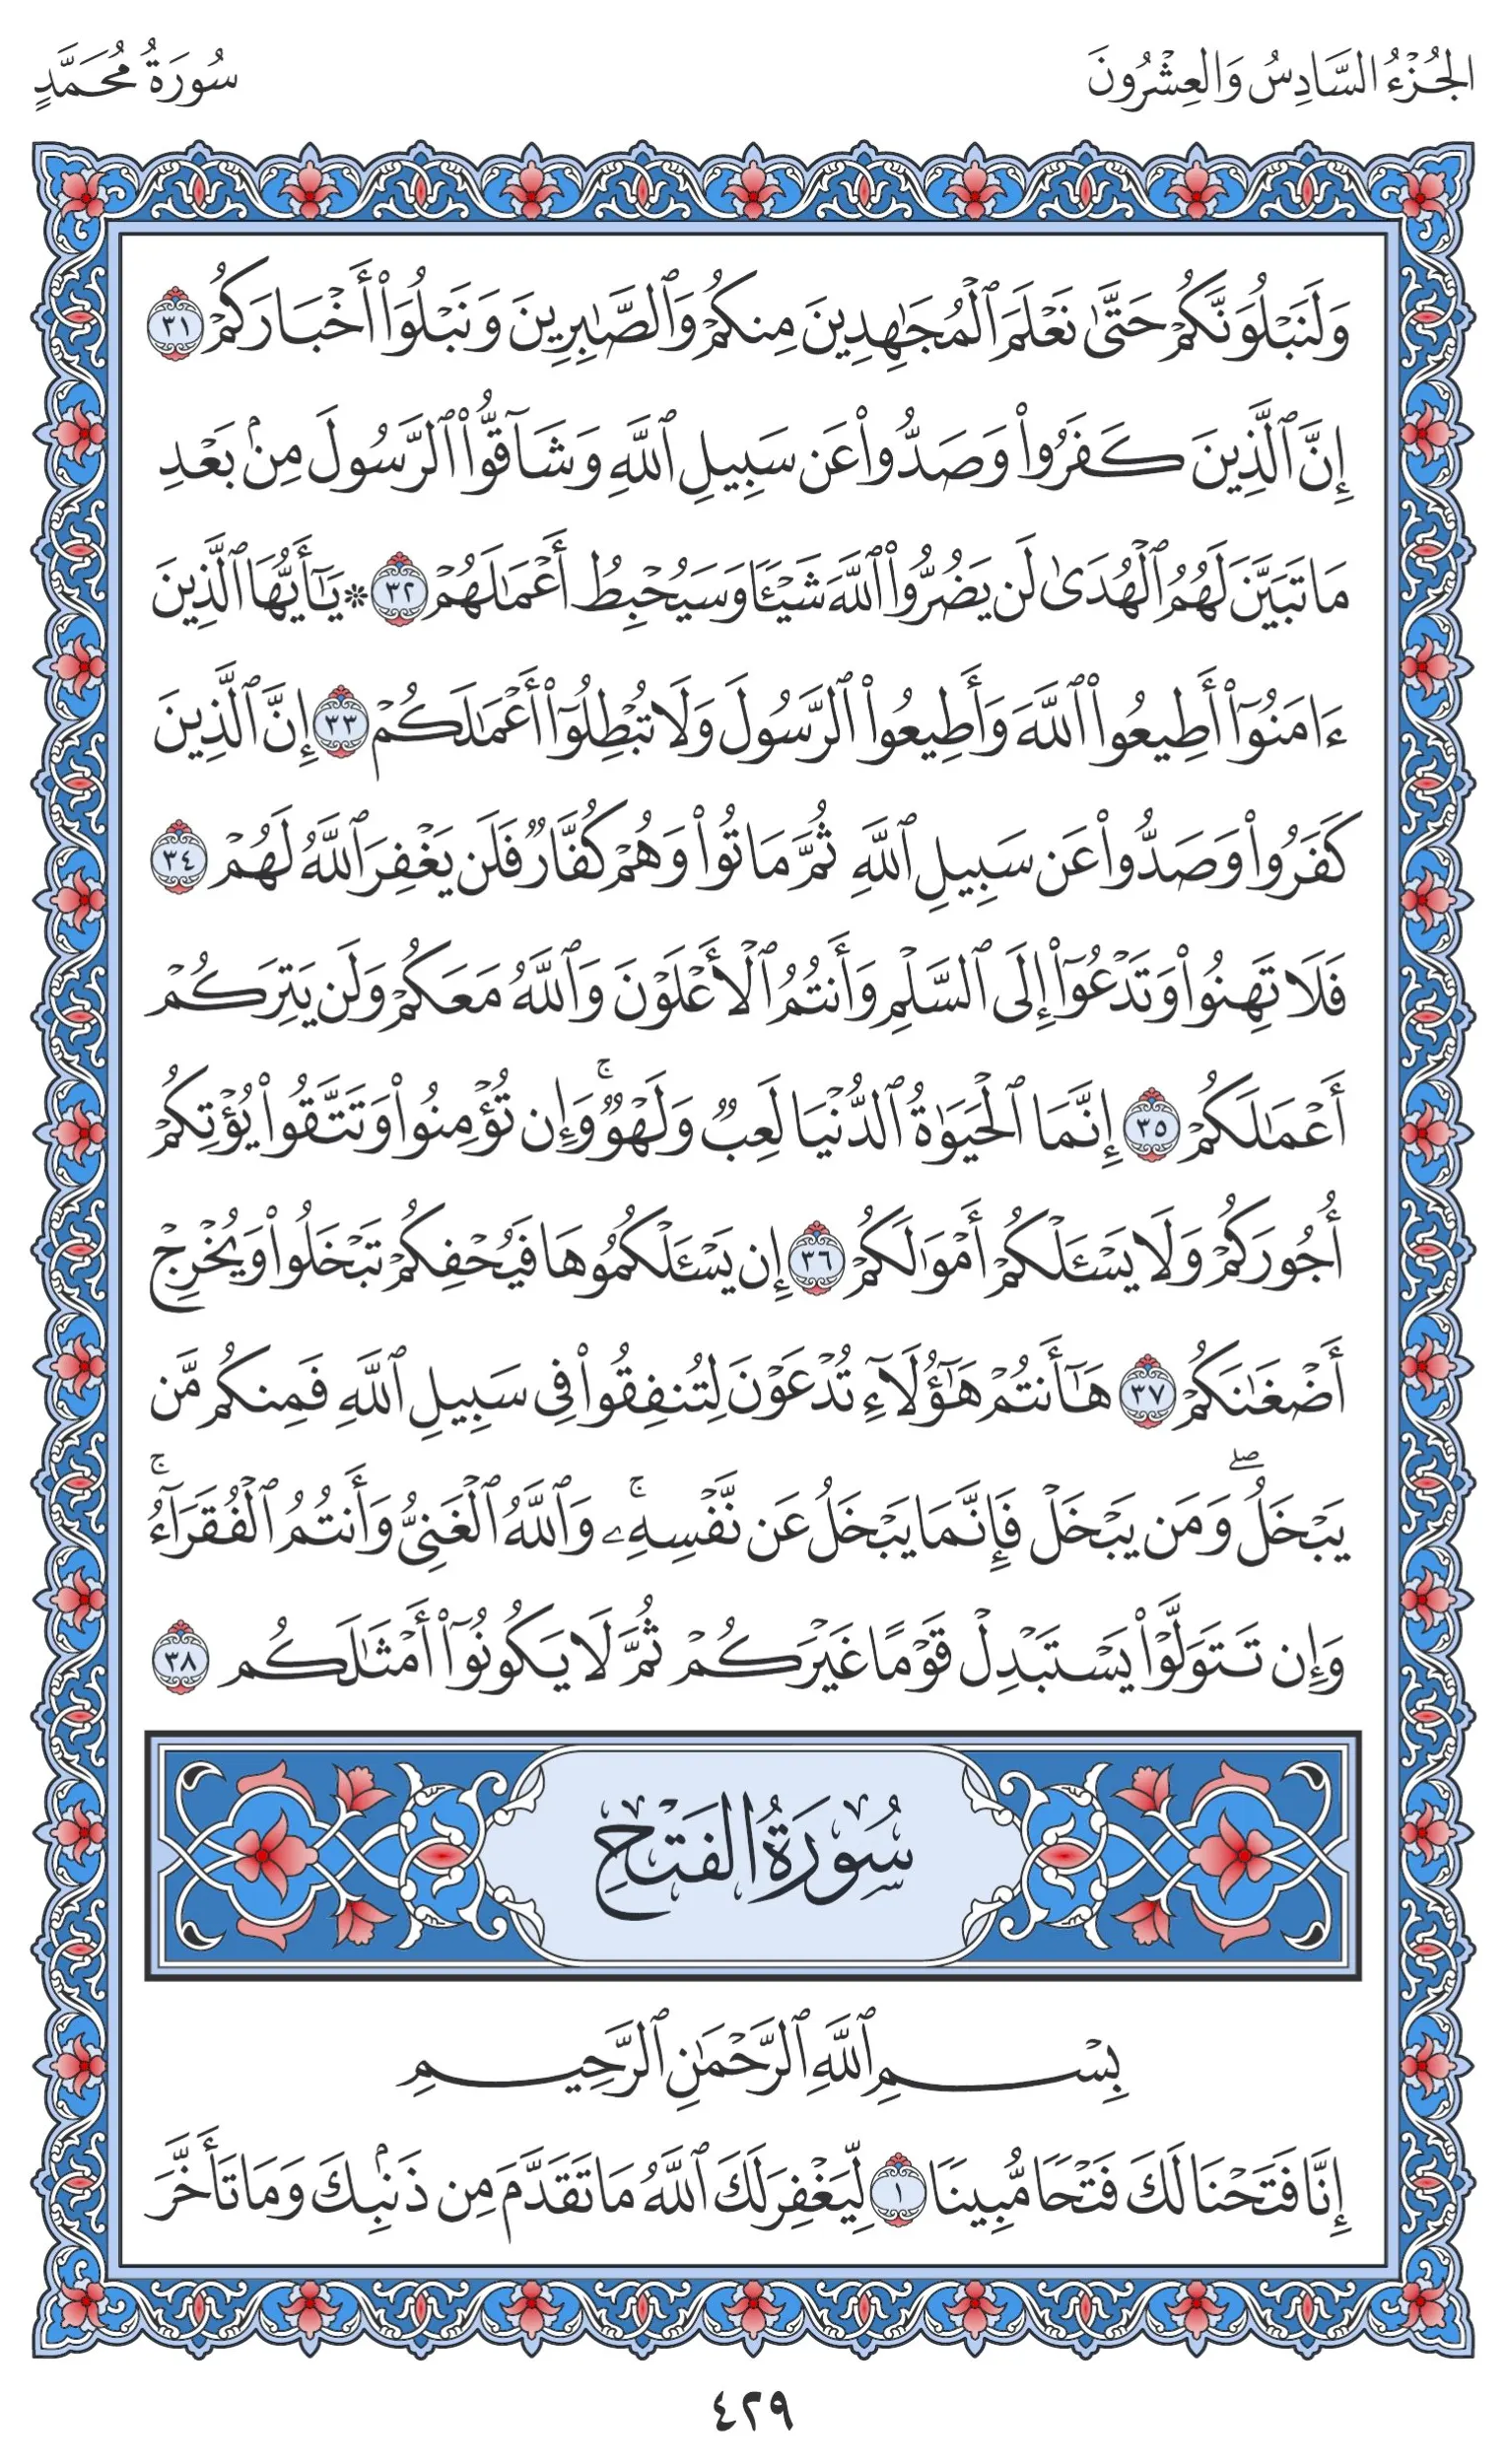 الجُزْءُ السَّادِسُ وَالعِشْرُونَ
سُورَةُ مُحَمَّدٍ
وَلَنَبْلُوَنَّكُمْ حَتَّىٰ نَعْلَمَ ٱلْمُجَٰهِدِينَ مِنكُمْ وَٱلصَّٰبِرِينَ وَنَبْلُوَا۟ أَخْبَارَكُمْ ٣١
إِنَّ ٱلَّذِينَ كَفَرُوا۟ وَصَدُّوا۟ عَن سَبِيلِ ٱللَّهِ وَشَآقُّوا۟ ٱلرَّسُولَ مِنۢ بَعْدِ
مَا تَبَيَّنَ لَهُمُ ٱلْهُدَىٰ لَن يَضُرُّوا۟ ٱللَّهَ شَيْـًٔا وَسَيُحْبِطُ أَعْمَٰلَهُمْ ٣٢ * يَٰٓأَيُّهَا ٱلَّذِينَ
ءَامَنُوٓا۟ أَطِيعُوا۟ ٱللَّهَ وَأَطِيعُوا۟ ٱلرَّسُولَ وَلَا تُبْطِلُوٓا۟ أَعْمَٰلَكُمْ ٣٣ إِنَّ ٱلَّذِينَ
كَفَرُوا۟ وَصَدُّوا۟ عَن سَبِيلِ ٱللَّهِ ثُمَّ مَاتُوا۟ وَهُمْ كُفَّارٌ فَلَن يَغْفِرَ ٱللَّهُ لَهُمْ ٣٤
فَلَا تَهِنُوا۟ وَتَدْعُوٓا۟ إِلَى ٱلسَّلْمِ وَأَنتُمُ ٱلْأَعْلَوْنَ وَٱللَّهُ مَعَكُمْ وَلَن يَتِرَكُمْ
أَعْمَٰلَكُمْ ٣٥ إِنَّمَا ٱلْحَيَوٰةُ ٱلدُّنْيَا لَعِبٌ وَلَهْوٌ ۚ وَإِن تُؤْمِنُوا۟ وَتَتَّقُوا۟ يُؤْتِكُمْ
أُجُورَكُمْ وَلَا يَسْـَٔلْكُمْ أَمْوَٰلَكُمْ ٣٦ إِن يَسْـَٔلْكُمُوهَا فَيُحْفِكُمْ تَبْخَلُوا۟ وَيُخْرِجْ
أَضْغَٰنَكُمْ ٣٧ هَٰٓأَنتُمْ هَٰٓؤُلَآءِ تُدْعَوْنَ لِتُنفِقُوا۟ فِى سَبِيلِ ٱللَّهِ فَمِنكُم مَّن
يَبْخَلُ ۖ وَمَن يَبْخَلْ فَإِنَّمَا يَبْخَلُ عَن نَّفْسِهِۦ ۚ وَٱللَّهُ ٱلْغَنِىُّ وَأَنتُمُ ٱلْفُقَرَآءُ ۚ
وَإِن تَتَوَلَّوْا۟ يَسْتَبْدِلْ قَوْمًا غَيْرَكُمْ ثُمَّ لَا يَكُونُوٓا۟ أَمْثَٰلَكُم ٣٨
سُورَةُ الفَتْحِ
بِسْمِ ٱللَّهِ ٱلرَّحْمَٰنِ ٱلرَّحِيمِ
إِنَّا فَتَحْنَا لَكَ فَتْحًا مُّبِينًا ١ لِّيَغْفِرَ لَكَ ٱللَّهُ مَا تَقَدَّمَ مِن ذَنۢبِكَ وَمَا تَأَخَّرَ
٤٢٩